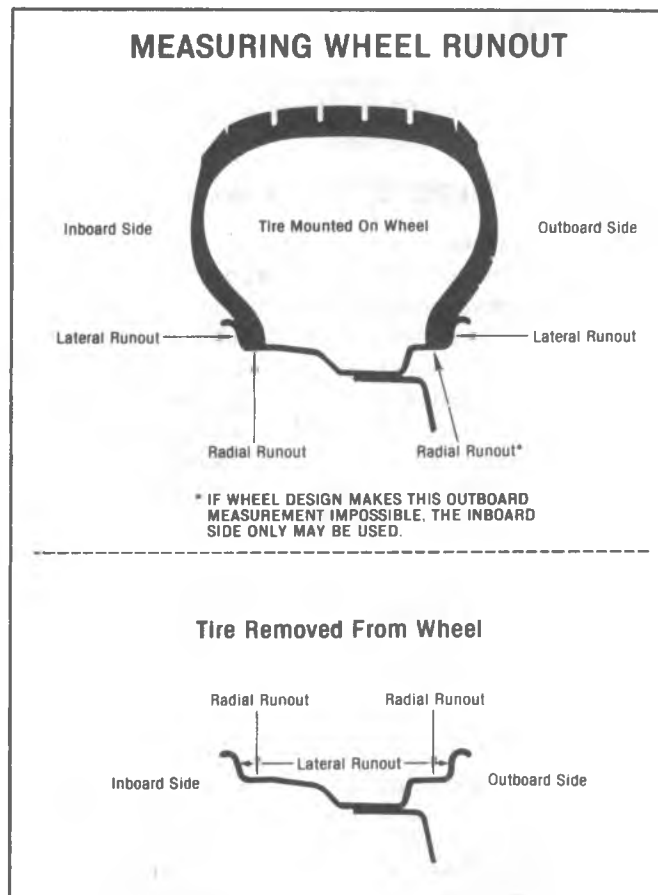 MEASURING WHEEL RUNOUT
Inboard Side
Tire Mounted On Wheel
Outboard Side
Lateral Runout
Lateral Runout
Radial Runout
Radial Runout*
* IF WHEEL DESIGN MAKES THIS OUTBOARD
MEASUREMENT IMPOSSIBLE, THE INBOARD
SIDE ONLY MAY BE USED.
Tire Removed From Wheel
Radial Runout
Radial Runout
Lateral Runout
Inboard Side
Outboard Side